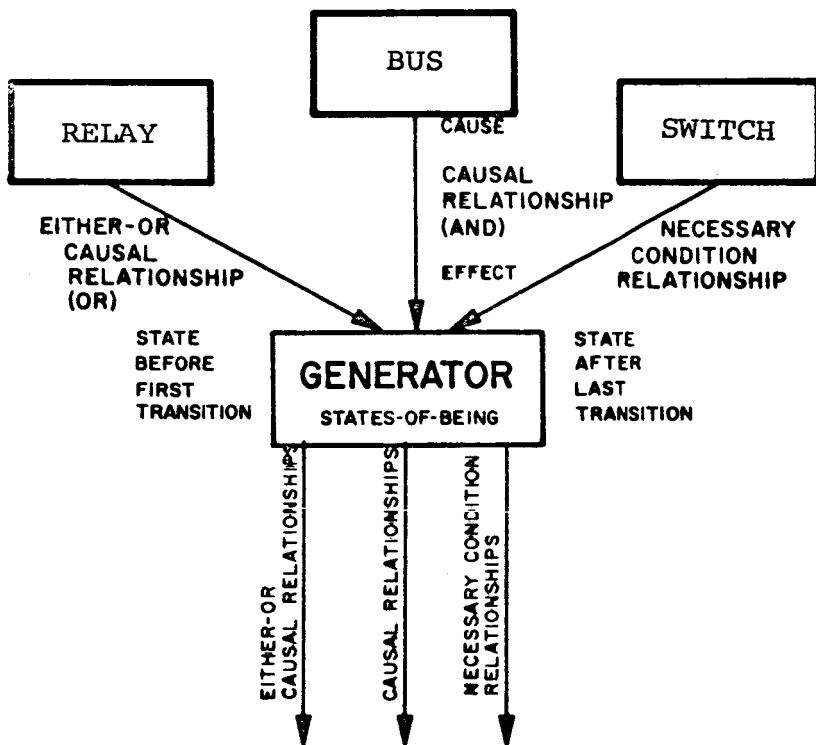 BUS
RELAY
SWITCH
CAUSE
CAUSAL
RELATIONSHIP
(AND)
EFFECT
EITHER-OR
CAUSAL
RELATIONSHIP
(OR)
NECESSARY
CONDITION
RELATIONSHIP
STATE
BEFORE
FIRST
TRANSITION
GENERATOR
STATES-OF-BEING
STATE
AFTER
LAST
TRANSITION
EITHER-OR
CAUSAL RELATIONSHIPS
CAUSAL RELATIONSHIPS
NECESSARY CONDITION
RELATIONSHIPS